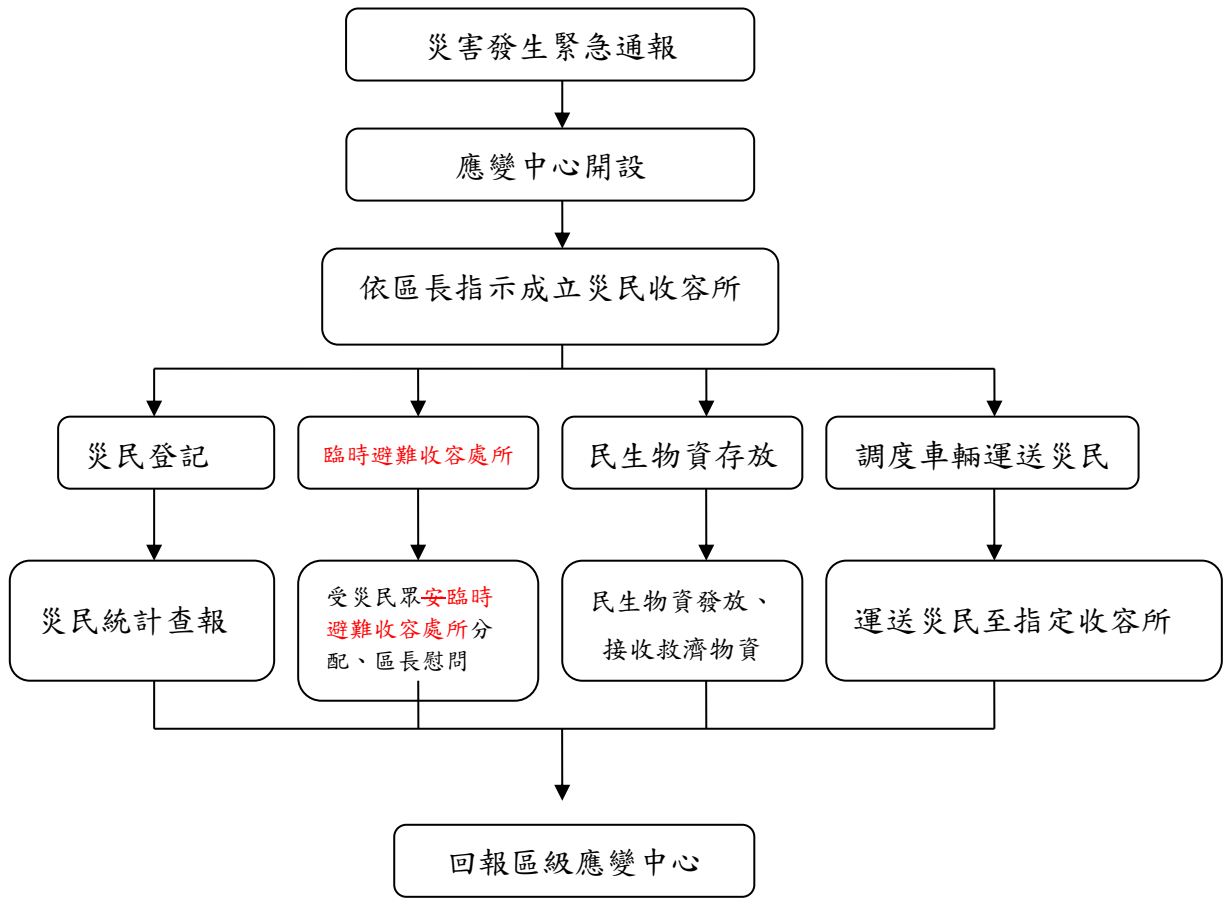 災害發生緊急通報
應變中心開設
依區長指示成立災民收容所
災民登記
臨時避難收容處所
民生物資存放
調度車輛運送災民
災民統計查報
受災民眾安臨時
避難收容處所分
配、區長慰問
民生物資發放、
接收救濟物資
運送災民至指定收容所
回報區級應變中心